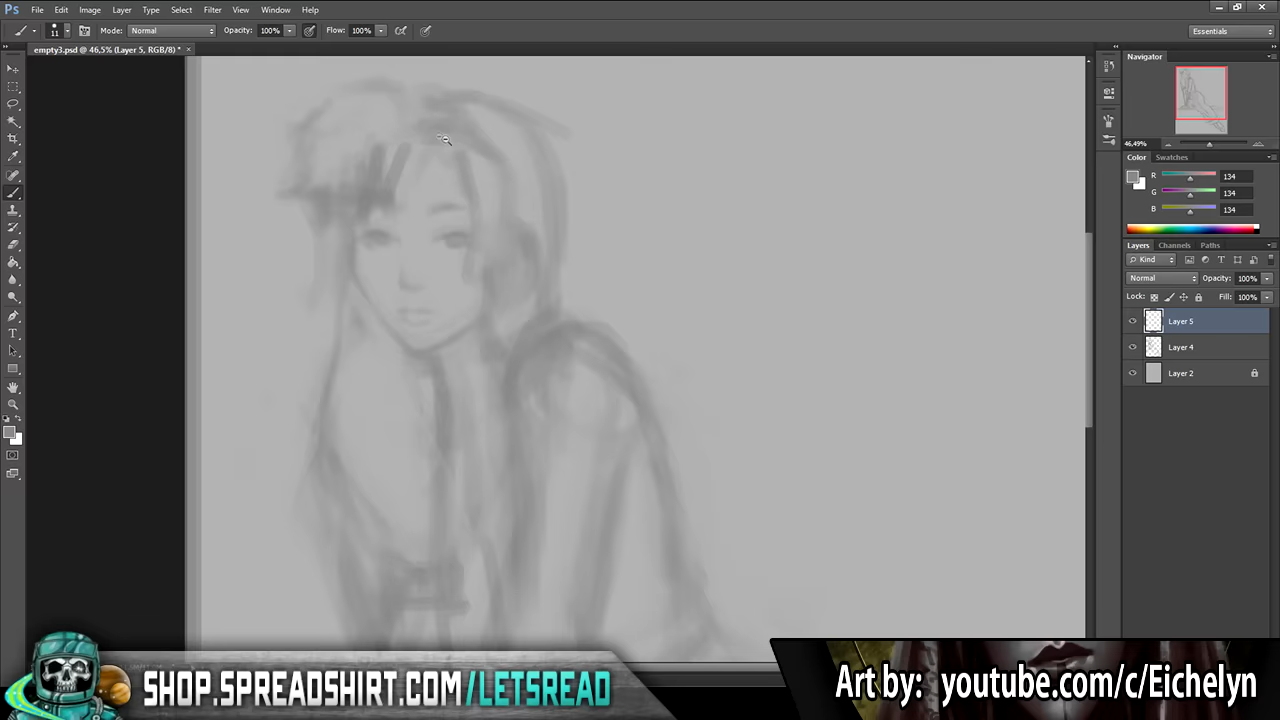 Ps File Edit Image Layer Type Select Filter View Window Help
11 Mode: Normal Opacity: 100% Flow: 100% Essentials
empty3.psd @ 46,5% (Layer 5, RGB/8) * ×
Navigator
46,49%
Color Swatches
R 134
G 134
B 134
Layers Channels Paths
Kind
Normal Opacity: 100%
Lock: Fill: 100%
Layer 5
Layer 4
Layer 2
SHOP.SPREADSHIRT.COM/LETSREAD
Art by: youtube.com/c/Eichelyn